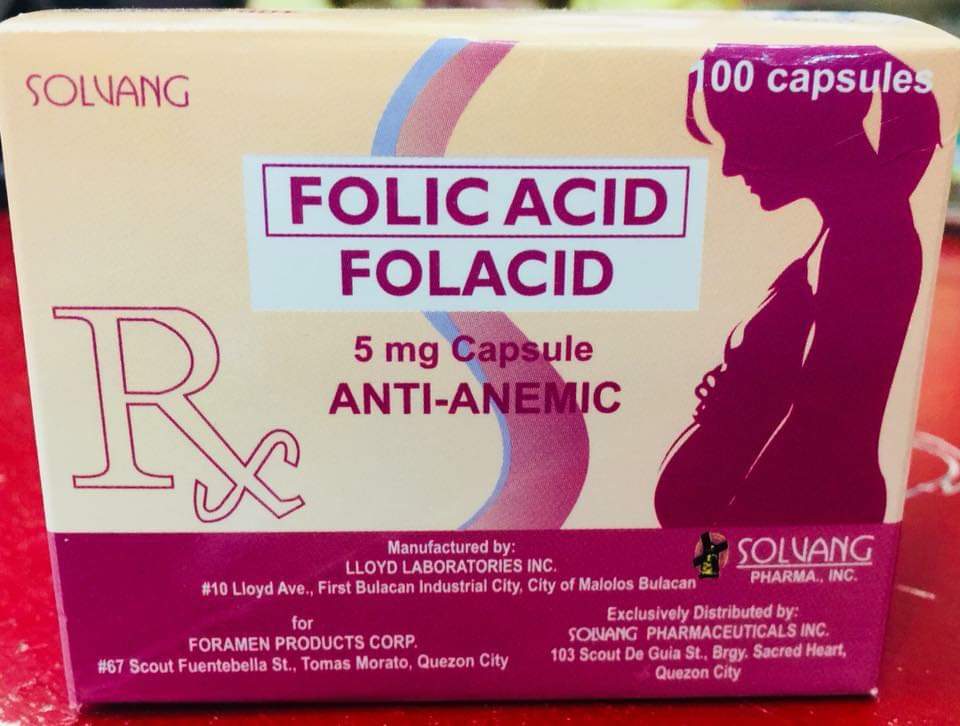 SOLVANG
100 capsules
FOLIC ACID
FOLACID
5 mg Capsule
ANTI-ANEMIC
Rx
Manufactured by:
LLOYD LABORATORIES INC.
#10 Lloyd Ave., First Bulacan Industrial City, City of Malolos Bulacan
for
FORAMEN PRODUCTS CORP.
#67 Scout Fuentebella St., Tomas Morato, Quezon City
SOLVANG
PHARMA., INC.
Exclusively Distributed by:
SOLVANG PHARMACEUTICALS INC.
103 Scout De Guia St., Brgy. Sacred Heart,
Quezon City